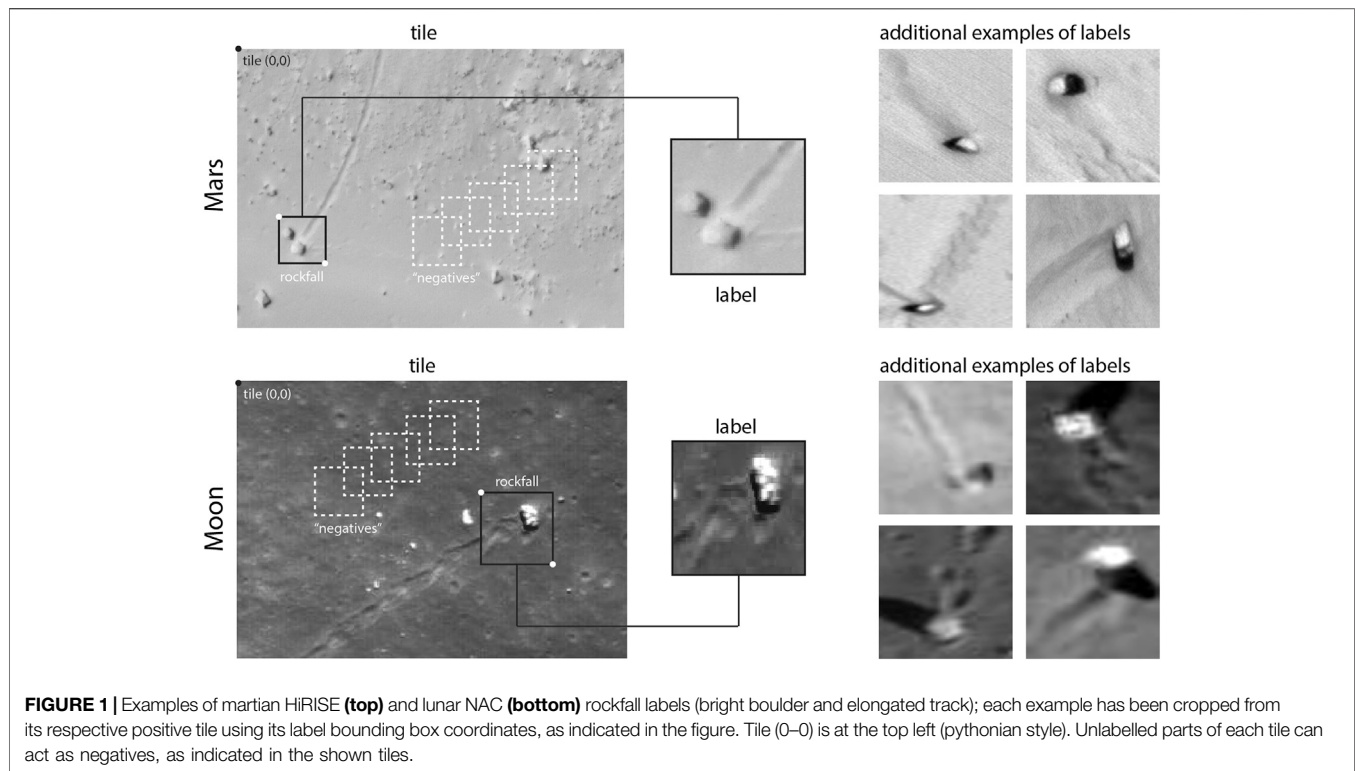 tile
additional examples of labels
tile (0,0)
Mars
rockfall
"negatives"
label
tile
additional examples of labels
tile (0,0)
label
Moon
rockfall
"negatives"
FIGURE 1 | Examples of martian HiRISE (top) and lunar NAC (bottom) rockfall labels (bright boulder and elongated track); each example has been cropped from
its respective positive tile using its label bounding box coordinates, as indicated in the figure. Tile (0–0) is at the top left (pythonian style). Unlabelled parts of each tile can
act as negatives, as indicated in the shown tiles.